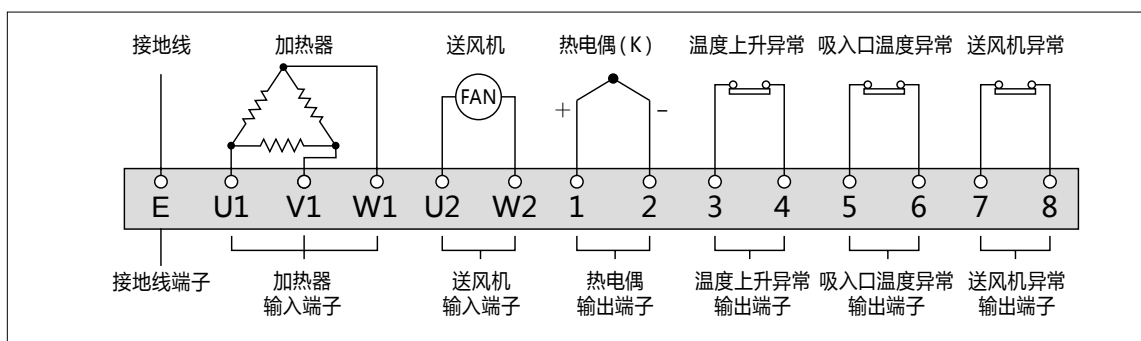 接地线 加热器 送风机 热电偶(K) 温度上升异常 吸入口温度异常 送风机异常
FAN
+ -
E U1 V1 W1 U2 W2 1 2 3 4 5 6 7 8
接地线端子 加热器 送风机 热电偶 温度上升异常 吸入口温度异常 送风机异常
输入端子 输入端子 输出端子 输出端子 输出端子 输出端子